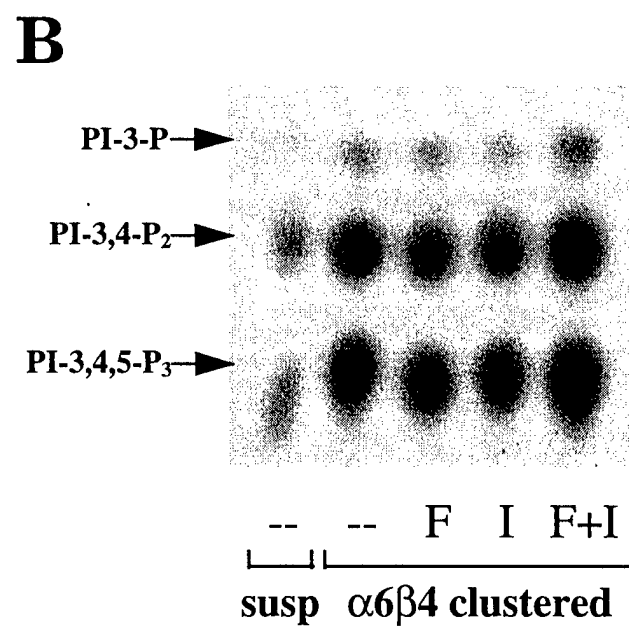 B
PI-3-P
PI-3,4-P₂
PI-3,4,5-P₃
-- -- F I F+I
susp α6β4 clustered